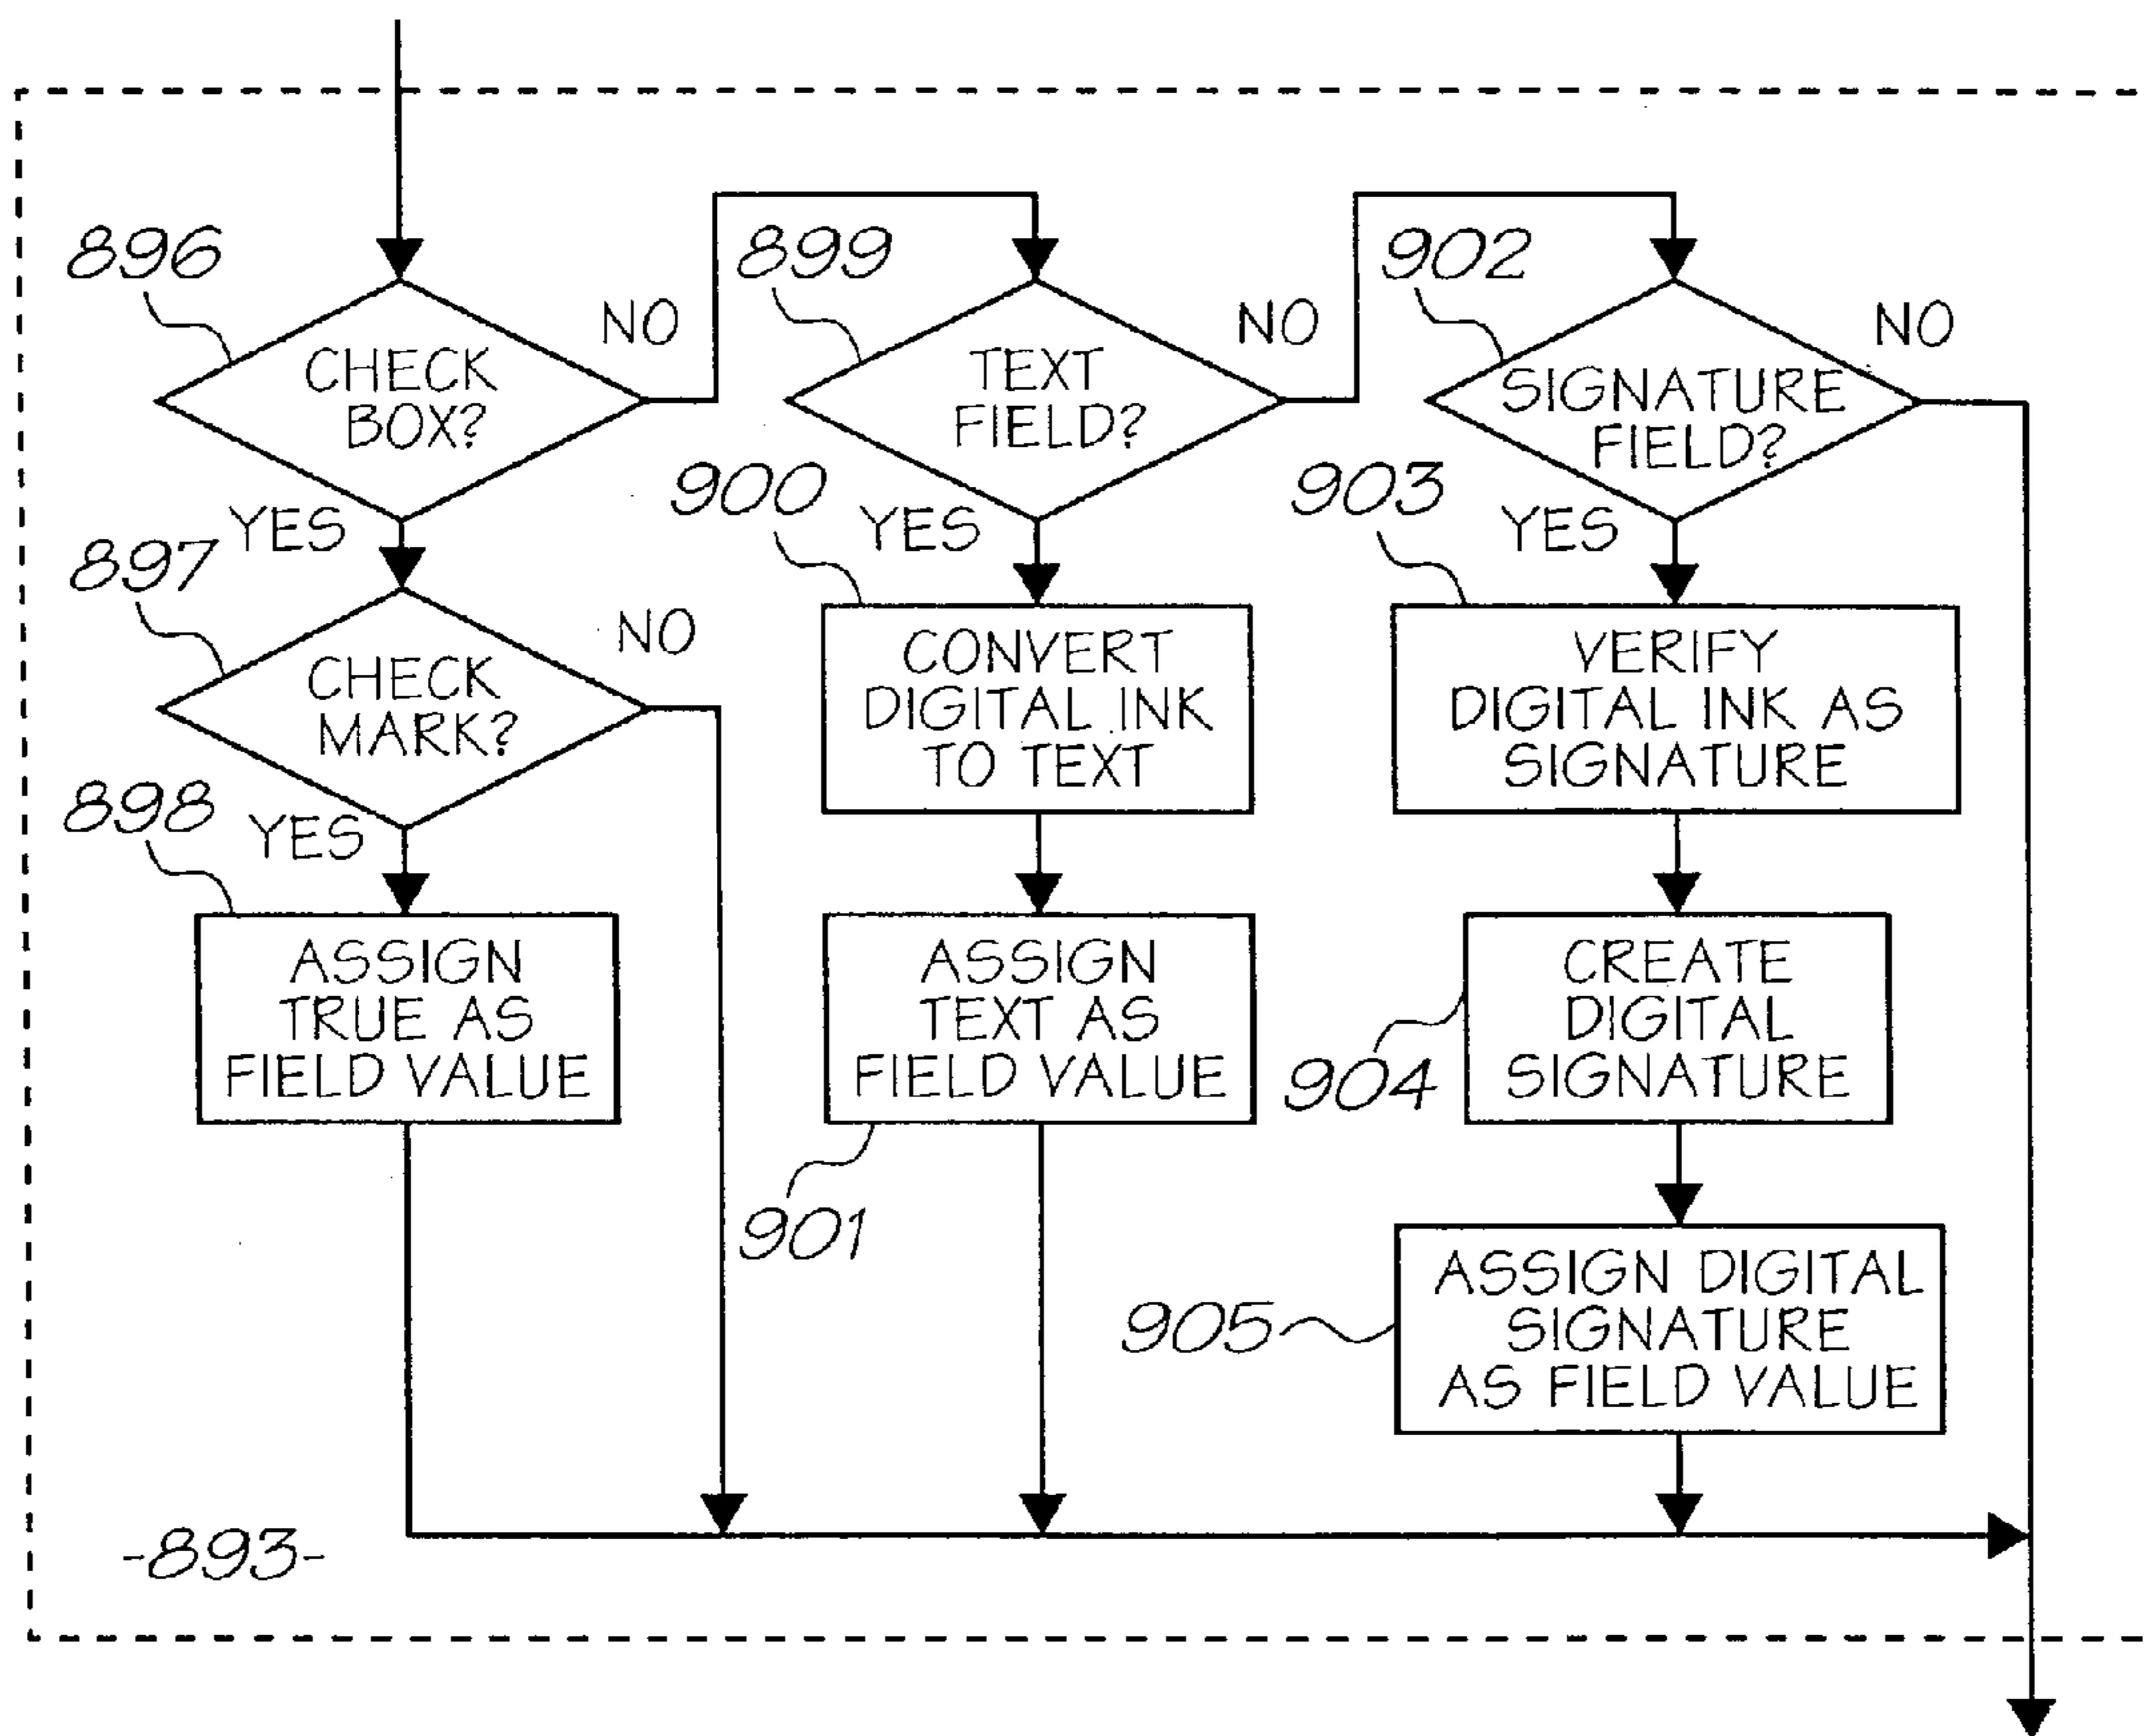 896
CHECK
BOX?
NO
YES
897
CHECK
MARK?
NO
YES
898
ASSIGN
TRUE AS
FIELD VALUE
899
TEXT
FIELD?
NO
YES
900
CONVERT
DIGITAL INK
TO TEXT
ASSIGN
TEXT AS
FIELD VALUE
901
902
SIGNATURE
FIELD?
NO
YES
903
VERIFY
DIGITAL INK AS
SIGNATURE
CREATE
DIGITAL
SIGNATURE
904
ASSIGN DIGITAL
SIGNATURE
AS FIELD VALUE
905
-893-